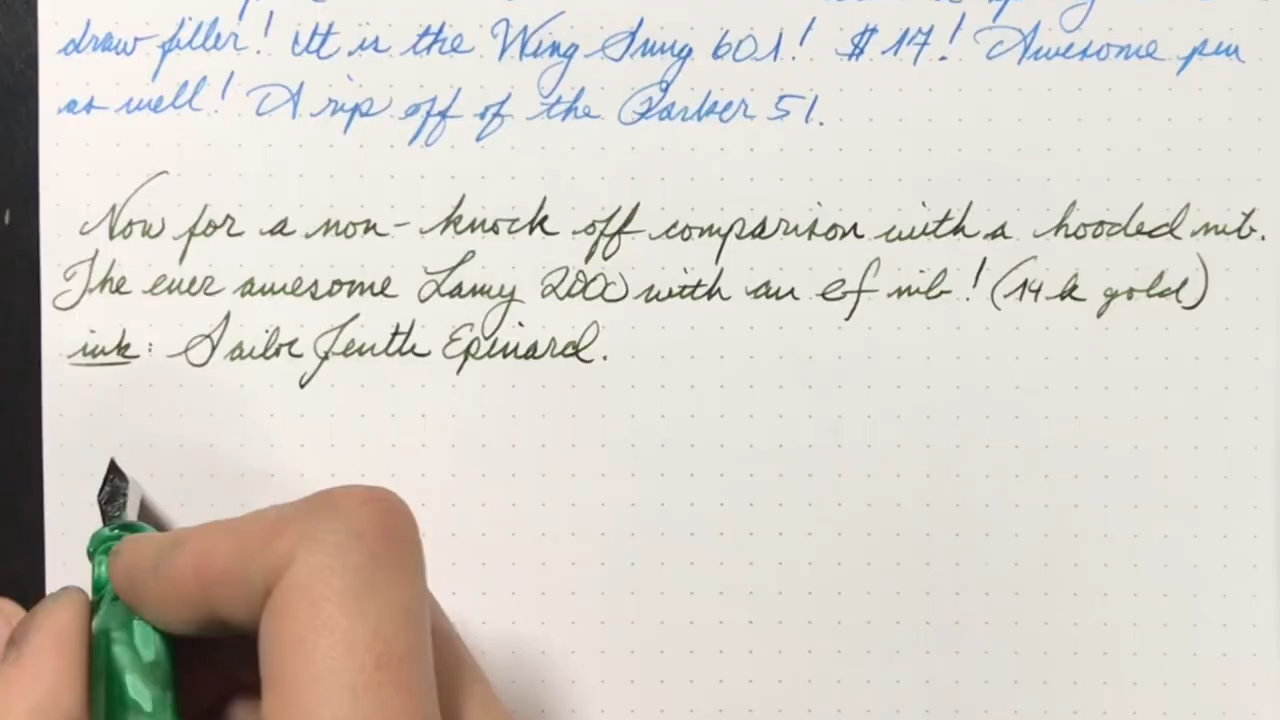 draw filler! It is the Wing Sung 601! $17! Awesome pen
as well! A rip off of the Parker 51.
Now for a non-knock off comparison with a hooded nib.
The ever awesome Lamy 2000 with an ef nib! (14k gold)
ink: Sailor Jentle Epinard.